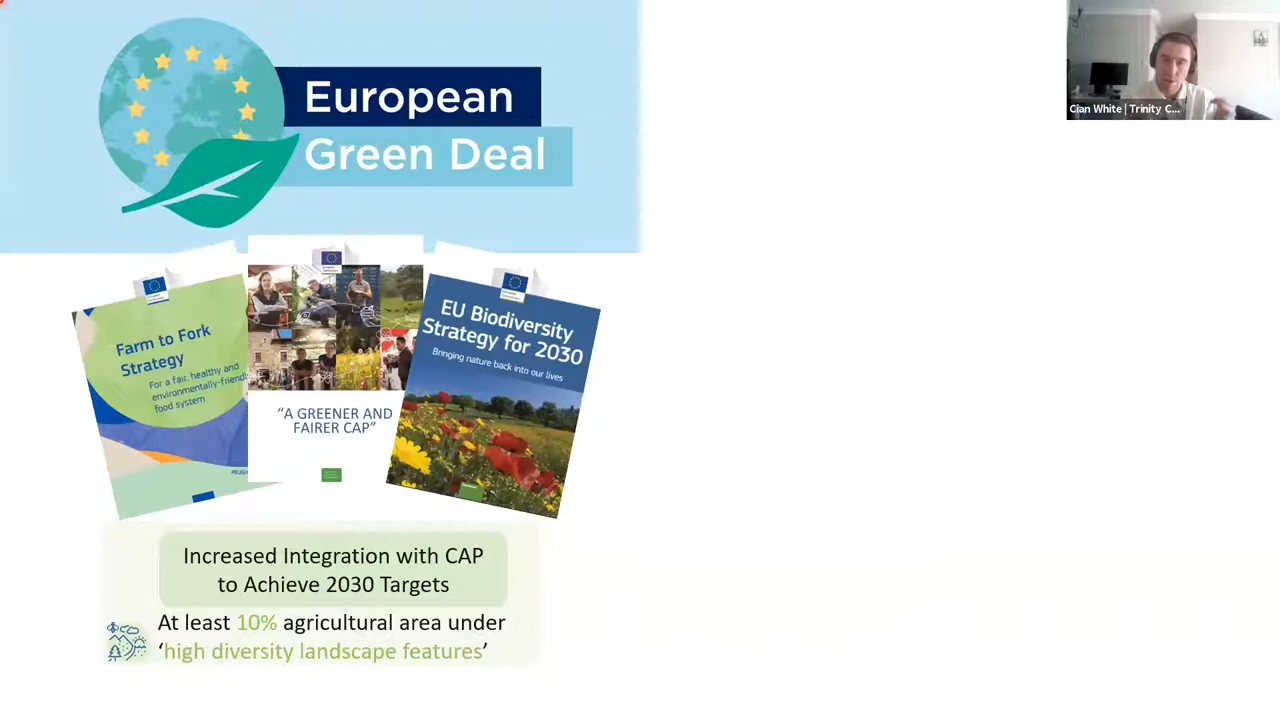 European
Green Deal
Cian White | Trinity C...
Farm to Fork
Strategy
For a fair, healthy and
environmentally-friendl
food system
#EUGr
"A GREENER AND
FAIRER CAP"
EU Biodiversity
Strategy for 2030
Bringing nature back into our lives
Increased Integration with CAP
to Achieve 2030 Targets
At least 10% agricultural area under
‘high diversity landscape features’